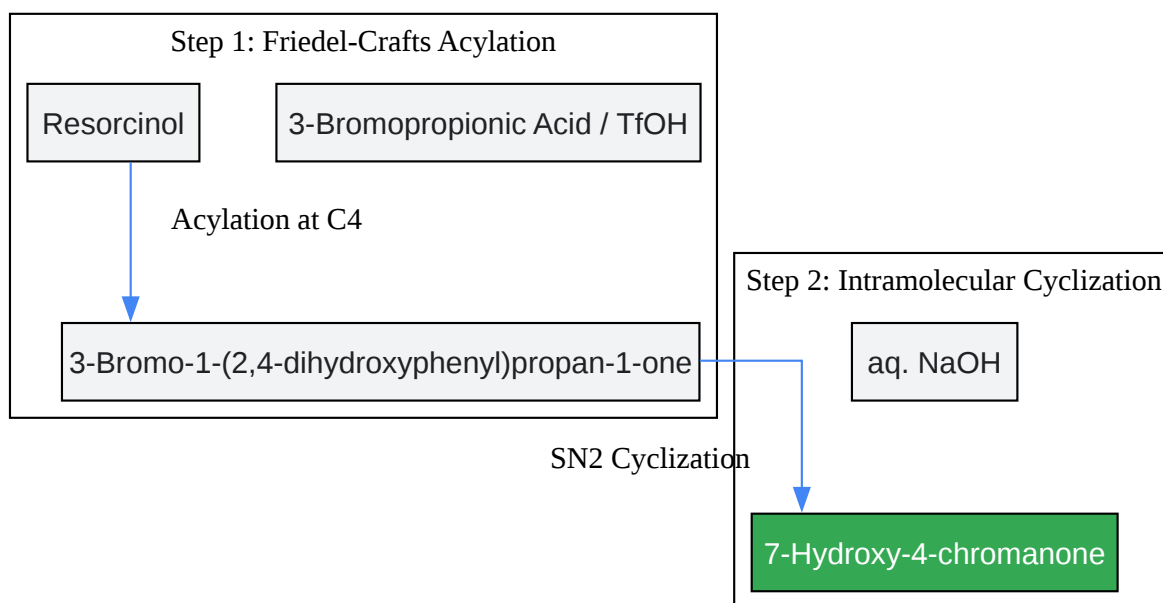 Step 1: Friedel-Crafts Acylation
Resorcinol
3-Bromopropionic Acid / TfOH
Acylation at C4
3-Bromo-1-(2,4-dihydroxyphenyl)propan-1-one
Step 2: Intramolecular Cyclization
aq. NaOH
SN2 Cyclization
7-Hydroxy-4-chromanone